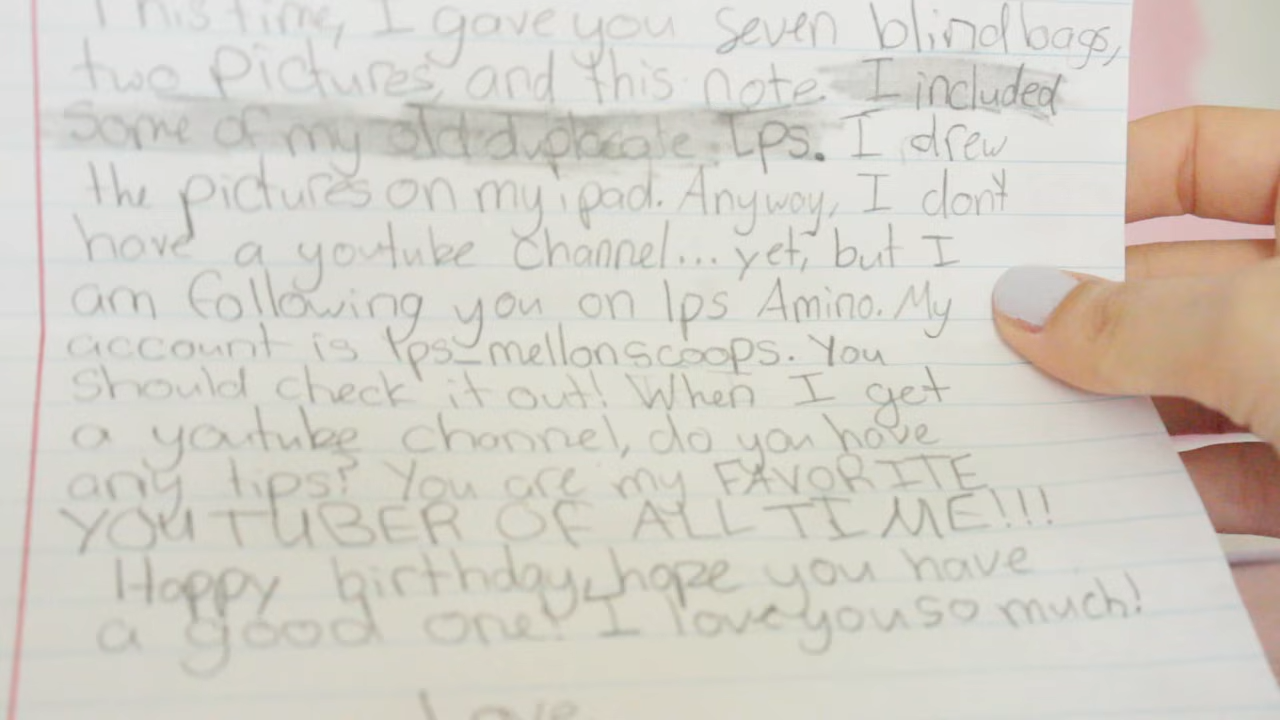 This time, I gave you seven blind bags,
two pictures, and this note. I included
some of my old duplacate lps. I drew
the pictures on my ipad. Anyway, I don't
have a youtube channel... yet, but I
am following you on lps Amino. My
account is lps_mellonscoops. You
should check it out! When I get
a youtube channel, do you have
any tips? You are my FAVORITE
YOUTUBER OF ALL TIME!!!
Happy birthday, hope you have
a good one! I love you so much!
Love